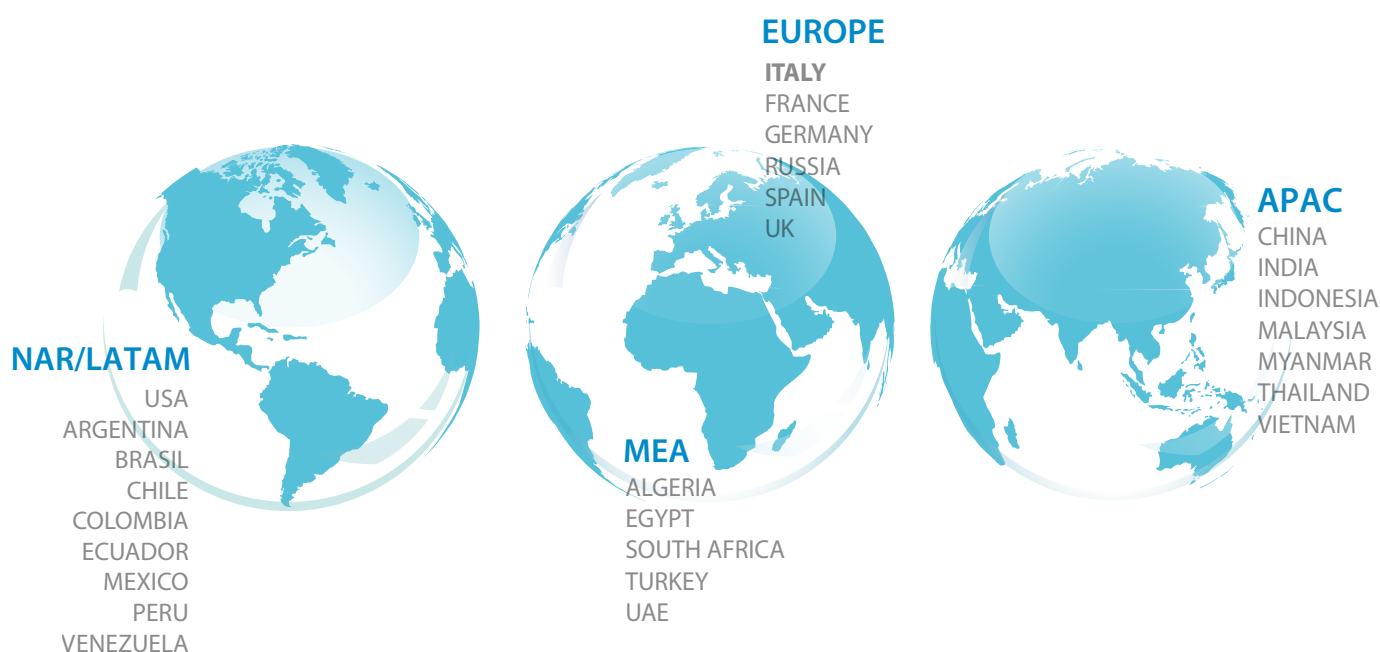 EUROPE
ITALY
FRANCE
GERMANY
RUSSIA
SPAIN
UK
APAC
CHINA
INDIA
INDONESIA
MALAYSIA
MYANMAR
THAILAND
VIETNAM
NAR/LATAM
USA
ARGENTINA
BRASIL
CHILE
COLOMBIA
ECUADOR
MEXICO
PERU
VENEZUELA
MEA
ALGERIA
EGYPT
SOUTH AFRICA
TURKEY
UAE